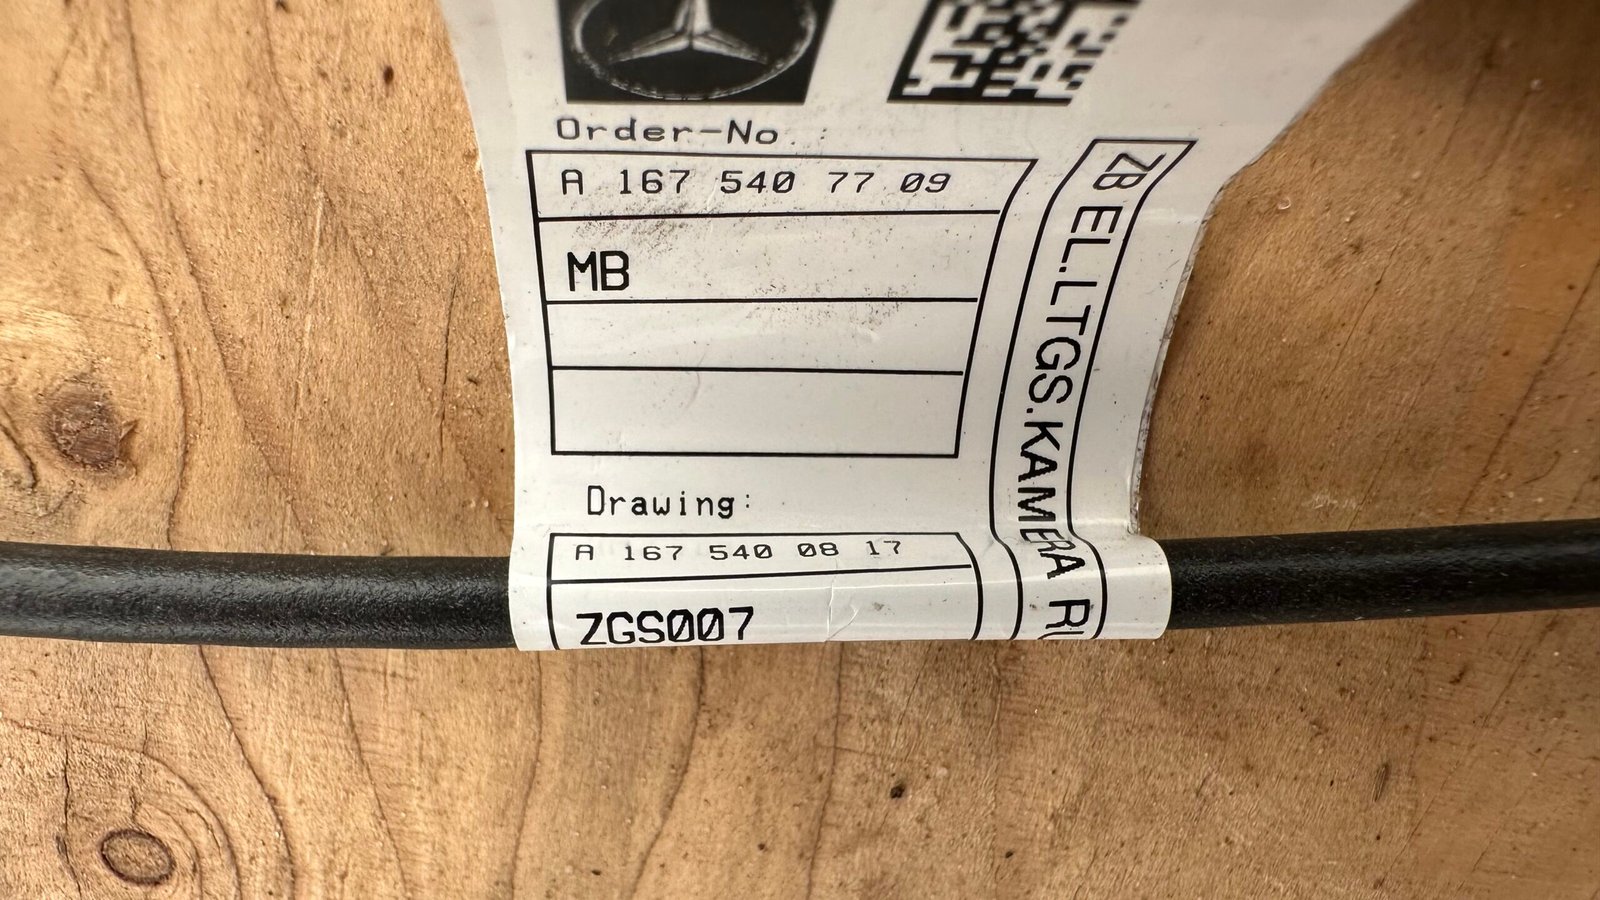 Order-No.:
A 167 540 77 09
MB
Drawing:
A 167 540 08 17
ZGS007
ZB EL.LTGS.KAMERA